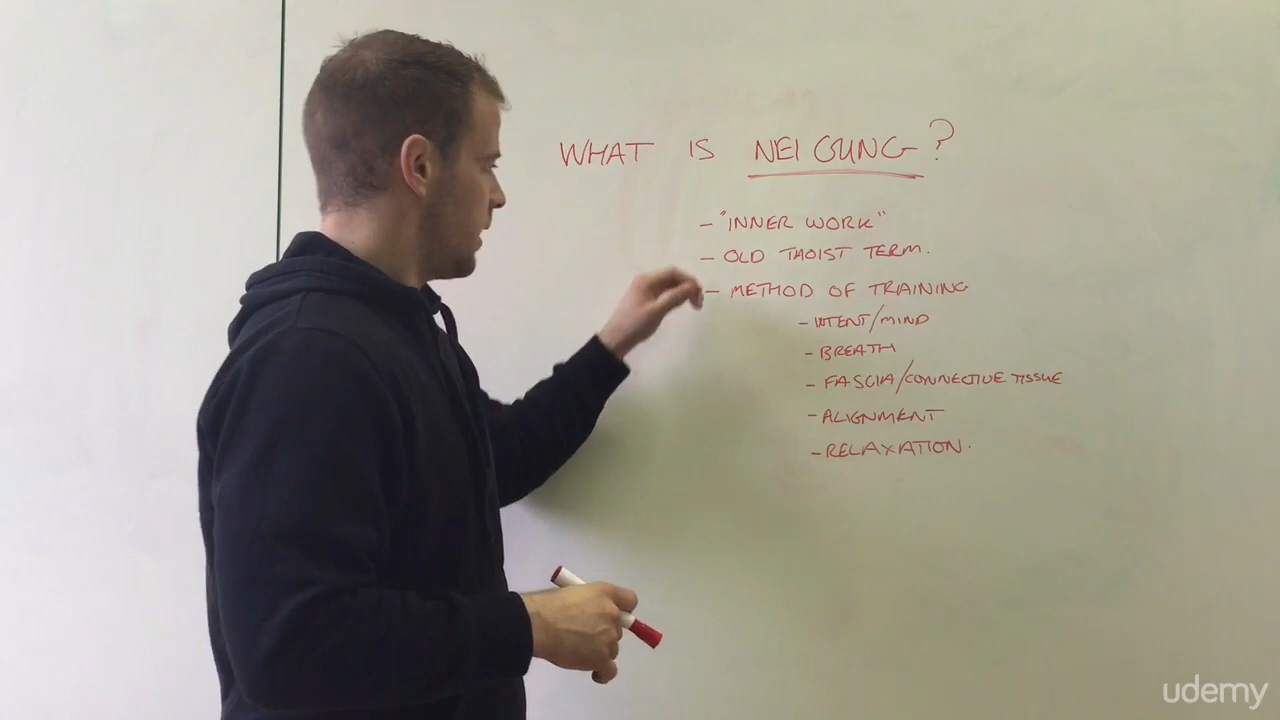 WHAT IS NEI GUNG?
- "INNER WORK"
- OLD TAOIST TERM.
- METHOD OF TRAINING
- INTENT/MIND
- BREATH
- FASCIA/CONNECTIVE TISSUE
- ALIGNMENT
- RELAXATION.
udemy